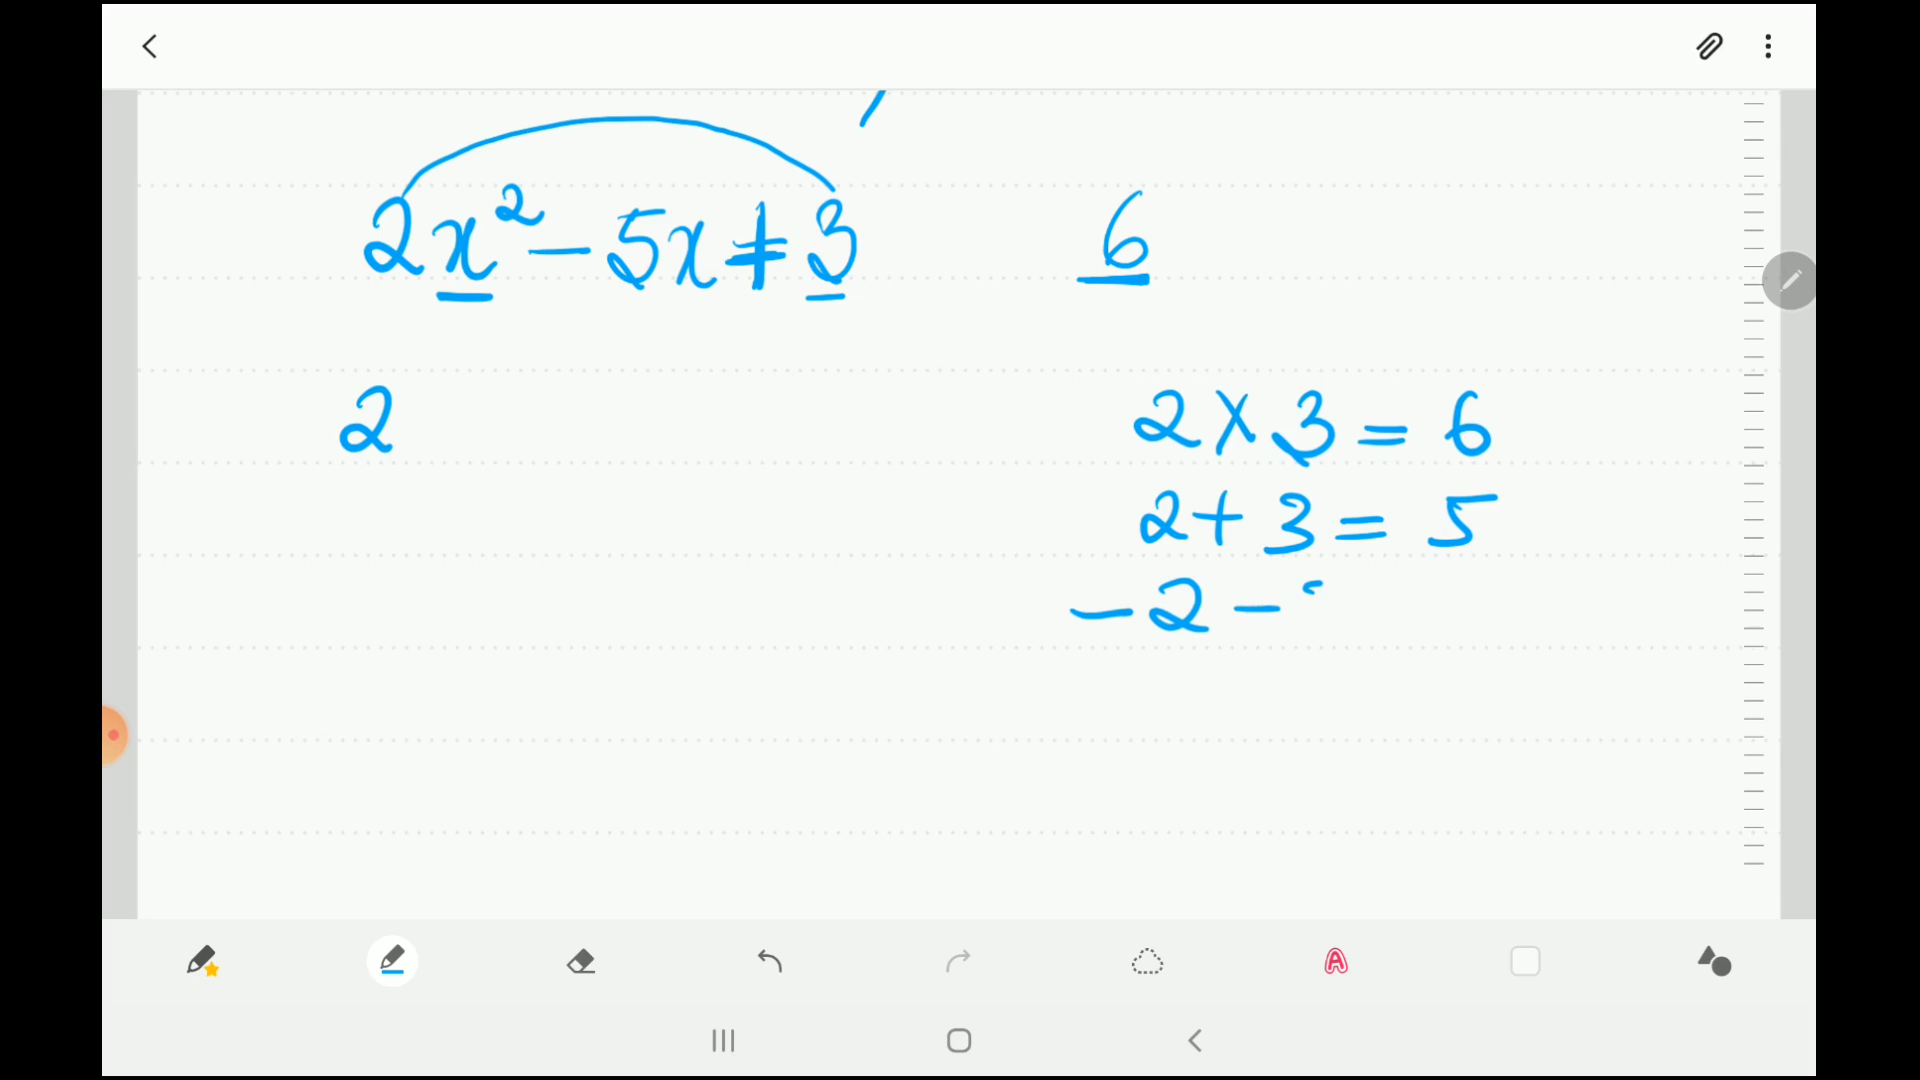 2x² - 5x + 3 6
2 2 × 3 = 6
2 + 3 = 5
- 2 -